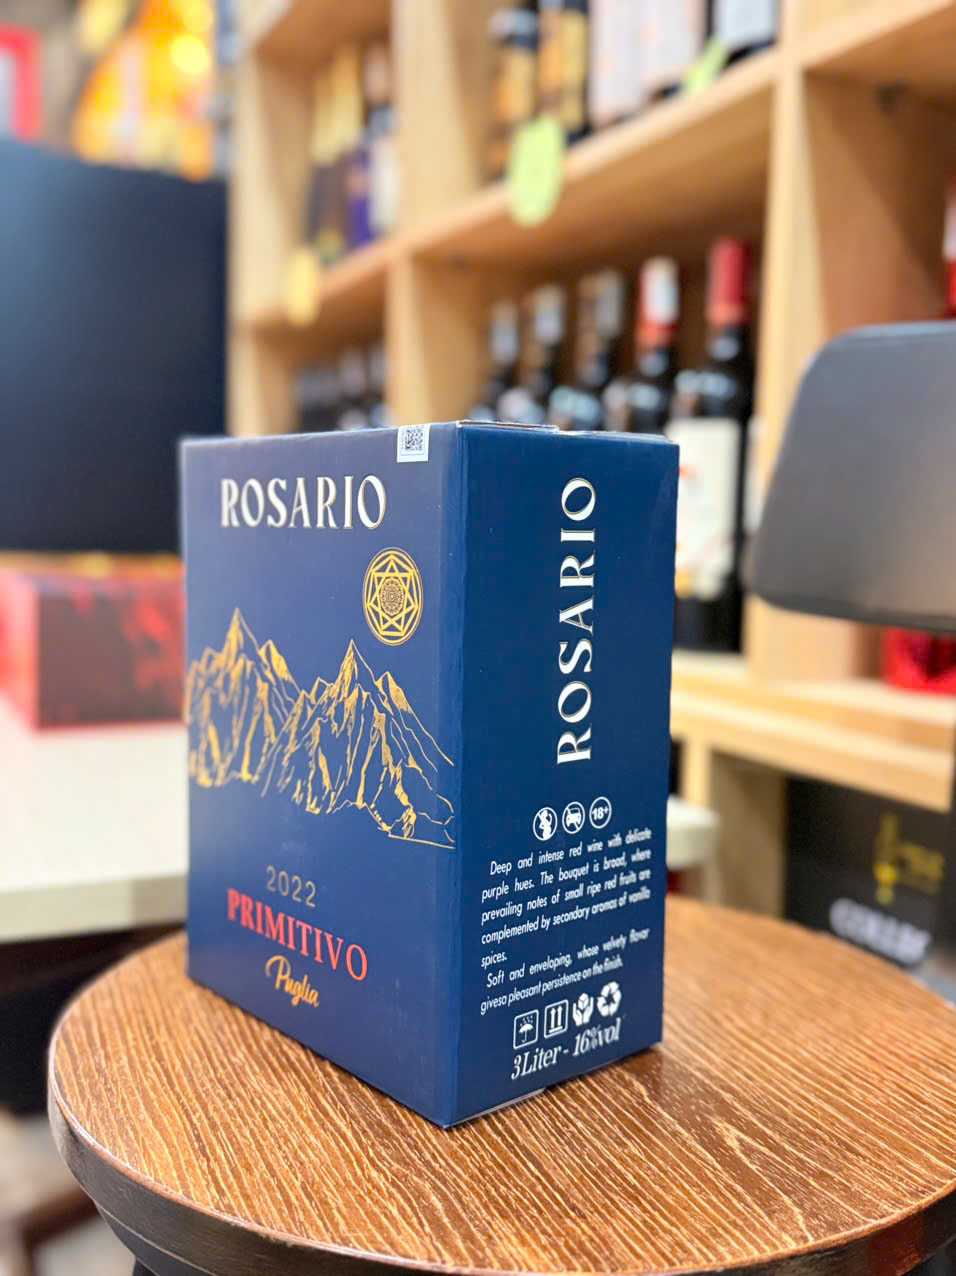 ROSARIO
2022
PRIMITIVO
Puglia
ROSARIO
18+
Deep and intense red wine with delicate
purple hues. The bouquet is broad, where
prevailing notes of small ripe red fruits are
complemented by secondary aromas of vanilla
spices.
Soft and enveloping, whose velvety flavor
givesa pleasant persistence on the finish.
3Liter - 16%vol